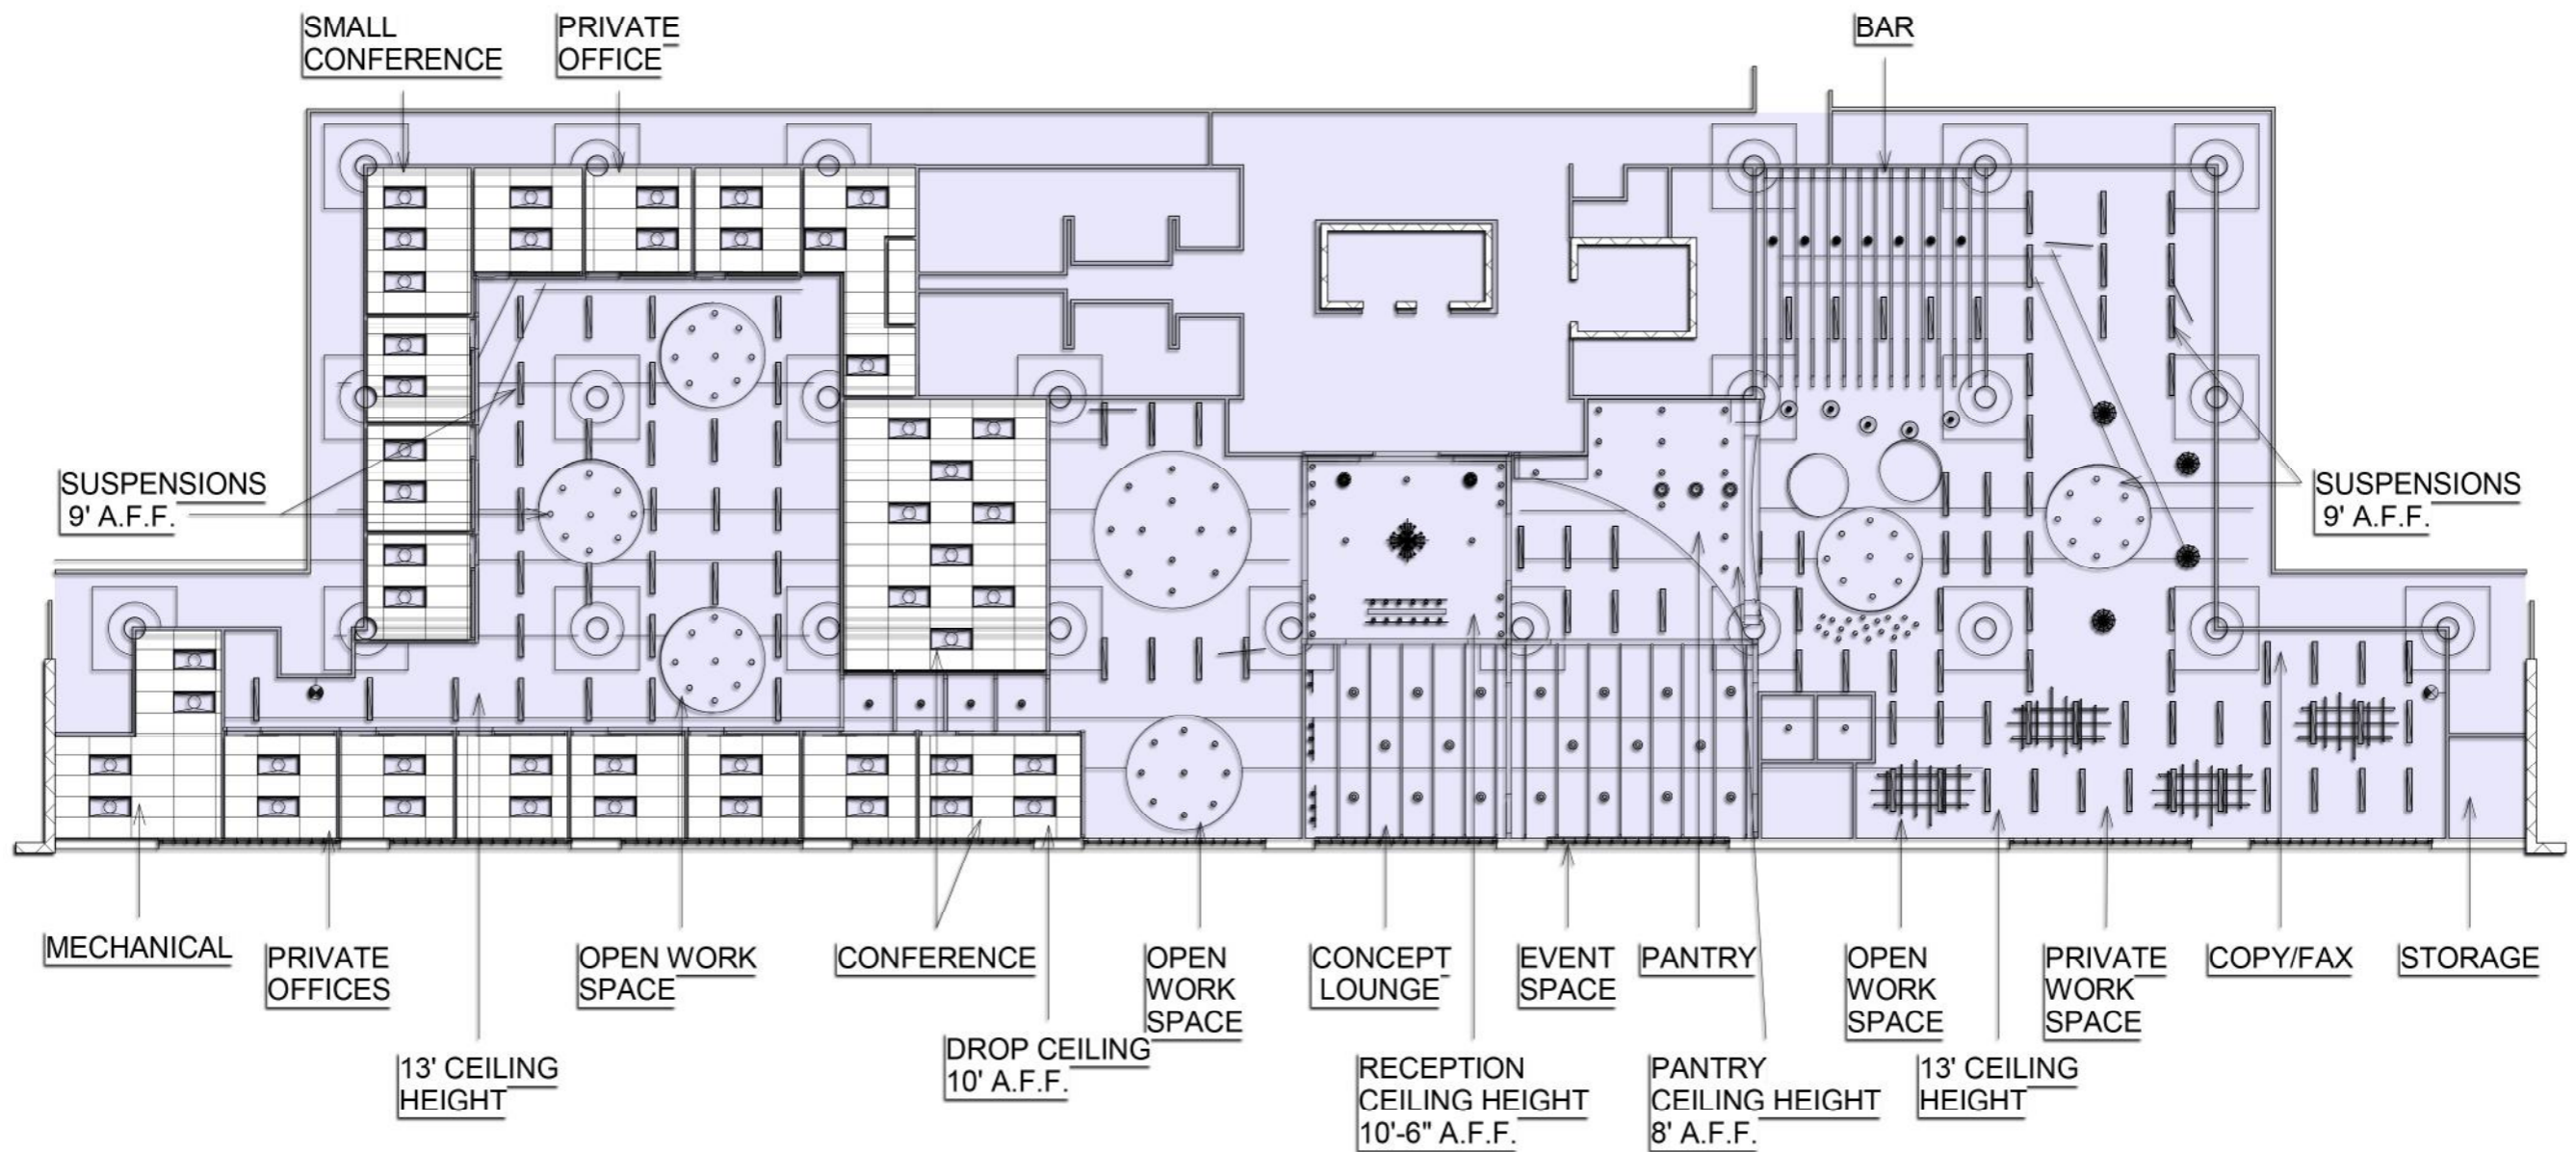 SMALL
CONFERENCE
PRIVATE
OFFICE
BAR
SUSPENSIONS
9' A.F.F.
SUSPENSIONS
9' A.F.F.
MECHANICAL
PRIVATE
OFFICES
OPEN WORK
SPACE
CONFERENCE
OPEN
WORK
SPACE
CONCEPT
LOUNGE
EVENT
SPACE
PANTRY
OPEN
WORK
SPACE
PRIVATE
WORK
SPACE
COPY/FAX
STORAGE
13' CEILING
HEIGHT
DROP CEILING
10' A.F.F.
RECEPTION
CEILING HEIGHT
10'-6" A.F.F.
PANTRY
CEILING HEIGHT
8' A.F.F.
13' CEILING
HEIGHT